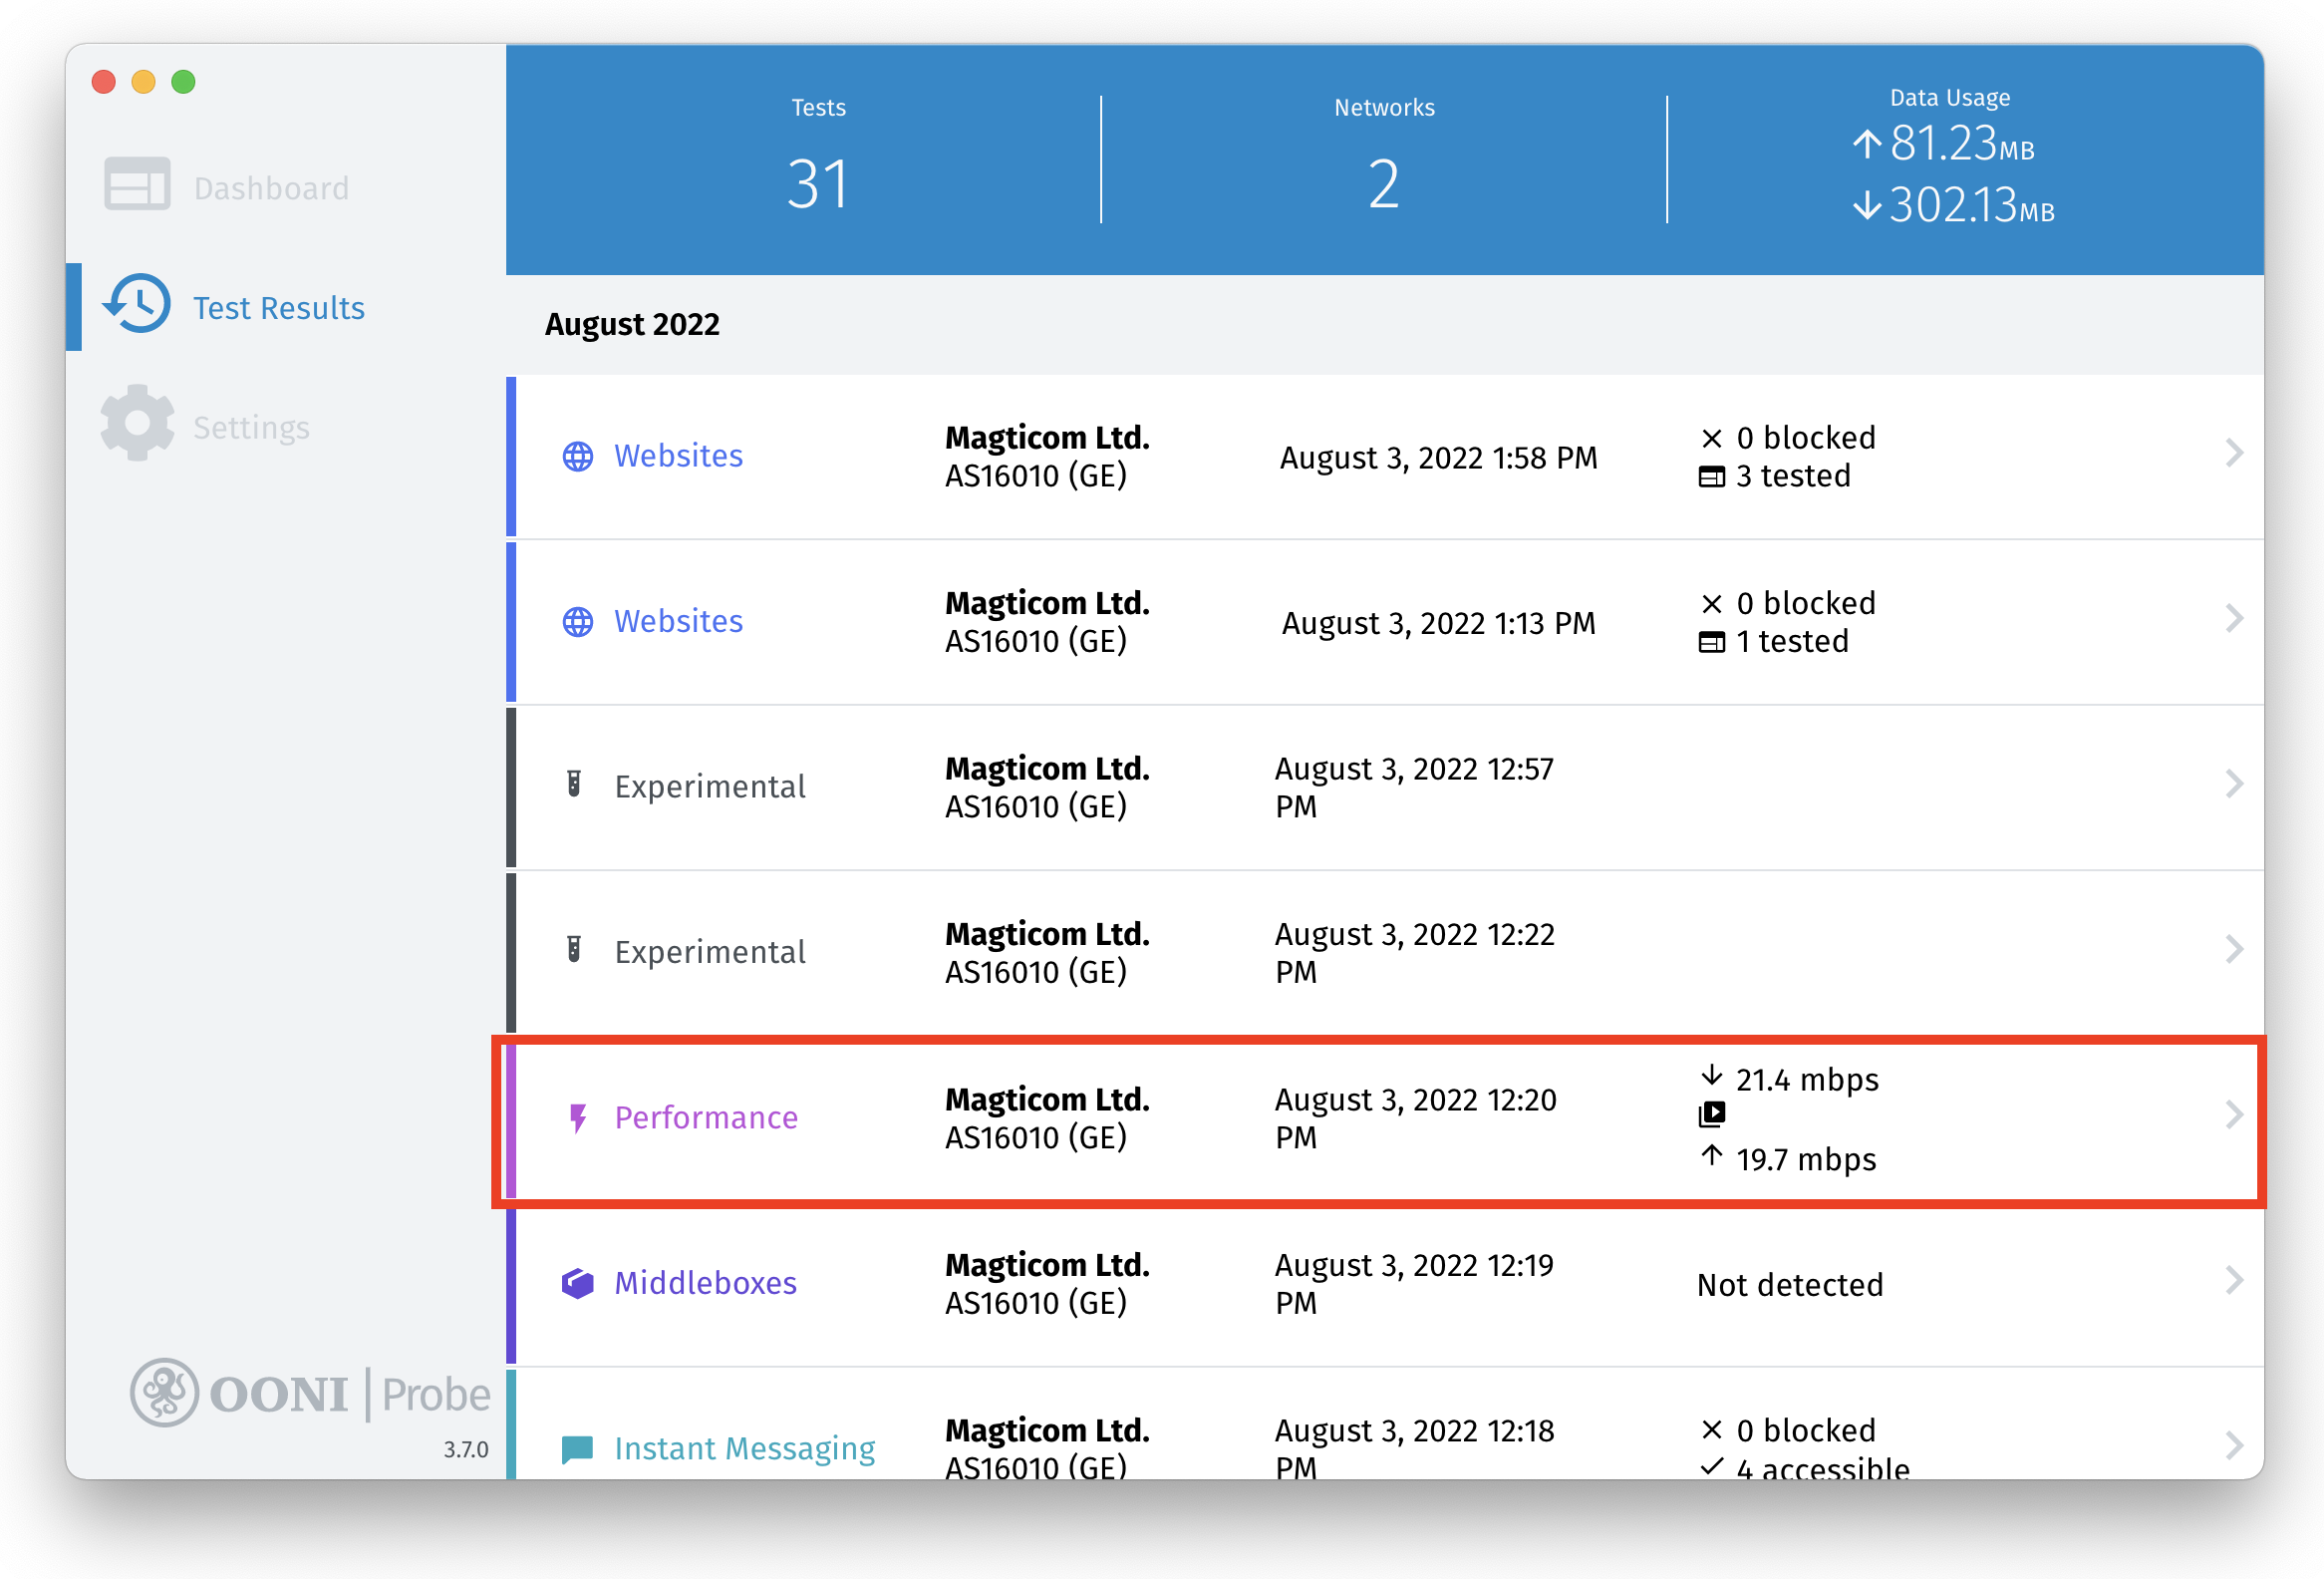 Dashboard
Test Results
Settings
OONI | Probe
3.7.0
Tests
31
Networks
2
Data Usage
↑81.23MB
↓302.13MB
August 2022
Websites
Magticom Ltd.
AS16010 (GE)
August 3, 2022 1:58 PM
0 blocked
3 tested
Websites
Magticom Ltd.
AS16010 (GE)
August 3, 2022 1:13 PM
0 blocked
1 tested
Experimental
Magticom Ltd.
AS16010 (GE)
August 3, 2022 12:57
PM
Experimental
Magticom Ltd.
AS16010 (GE)
August 3, 2022 12:22
PM
Performance
Magticom Ltd.
AS16010 (GE)
August 3, 2022 12:20
PM
↓ 21.4 mbps
↑ 19.7 mbps
Middleboxes
Magticom Ltd.
AS16010 (GE)
August 3, 2022 12:19
PM
Not detected
Instant Messaging
Magticom Ltd.
AS16010 (GE)
August 3, 2022 12:18
PM
0 blocked
4 accessible